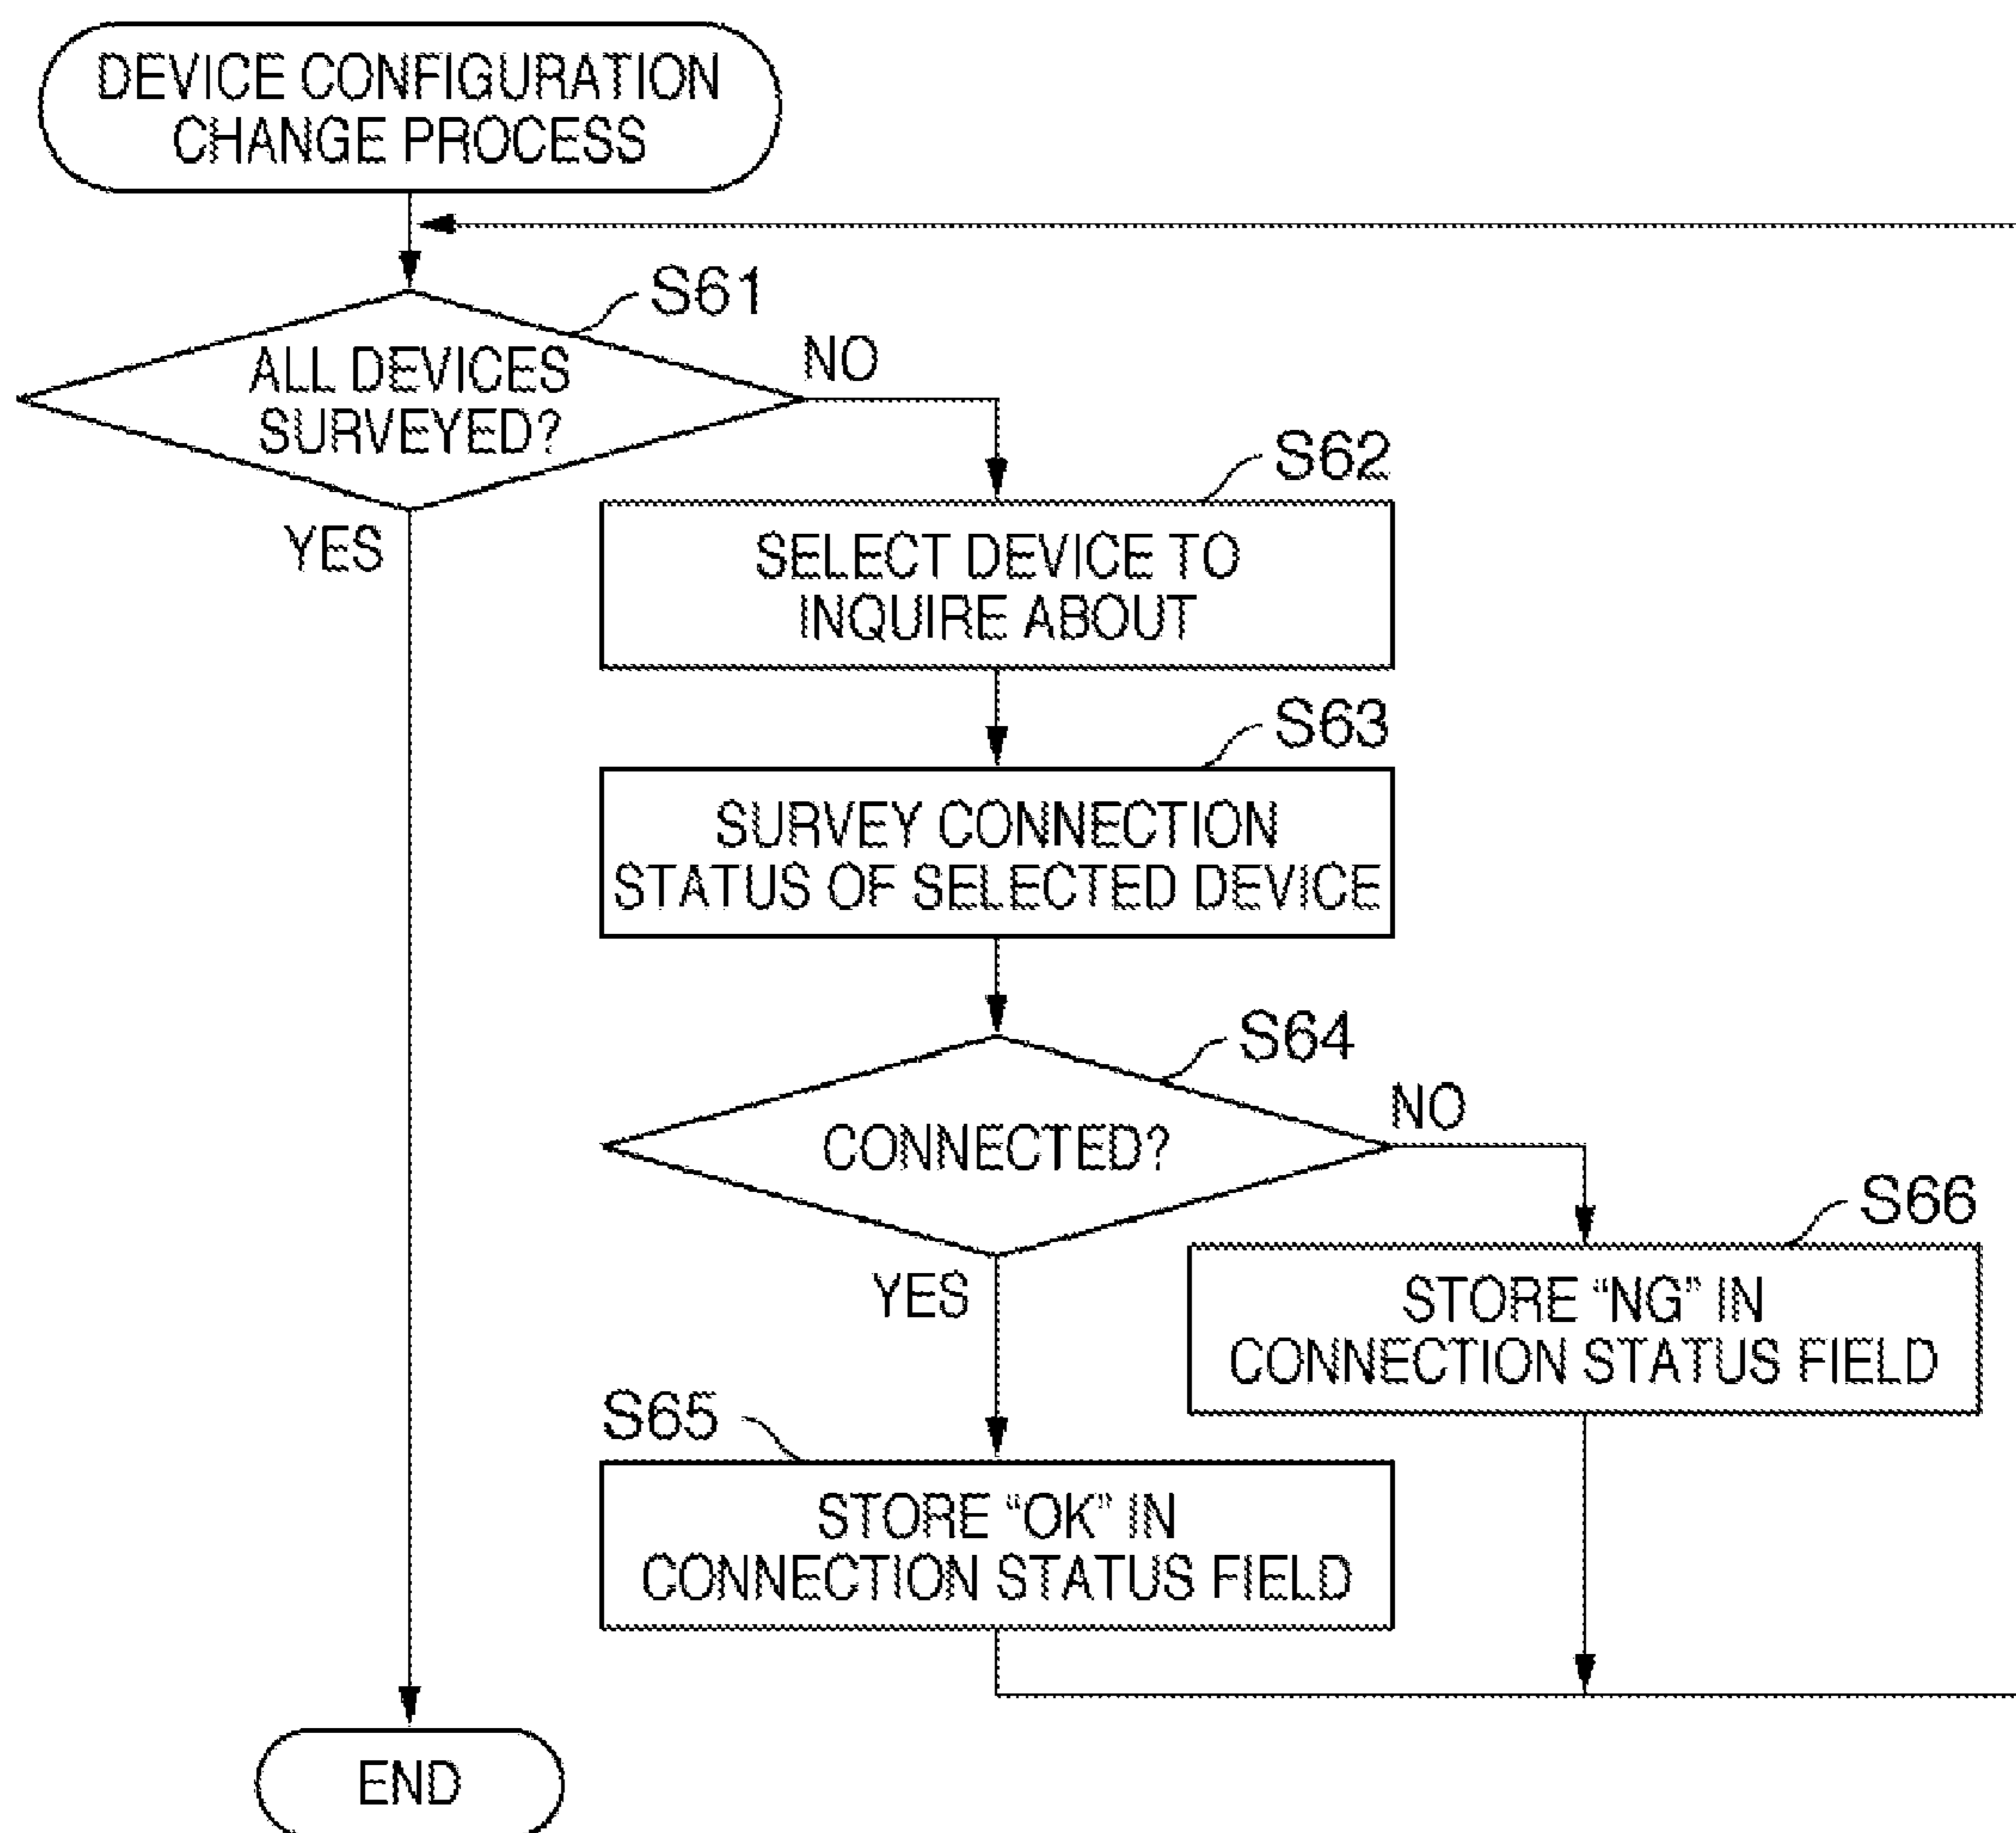 DEVICE CONFIGURATION
CHANGE PROCESS
S61
ALL DEVICES
SURVEYED?
NO
YES
S62
SELECT DEVICE TO
INQUIRE ABOUT
S63
SURVEY CONNECTION
STATUS OF SELECTED DEVICE
S64
CONNECTED?
NO
YES
S66
STORE “NG” IN
CONNECTION STATUS FIELD
S65
STORE “OK” IN
CONNECTION STATUS FIELD
END